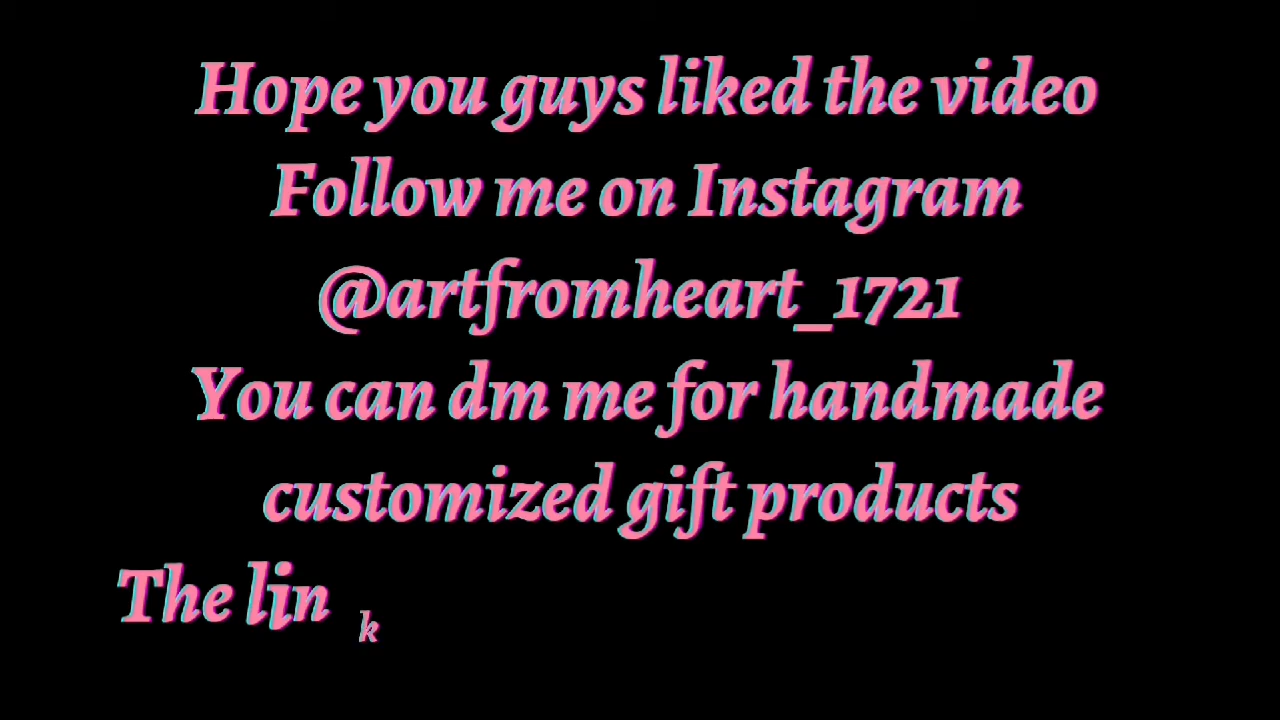 Hope you guys liked the video
Follow me on Instagram
@artfromheart_1721
You can dm me for handmade
customized gift products
The link